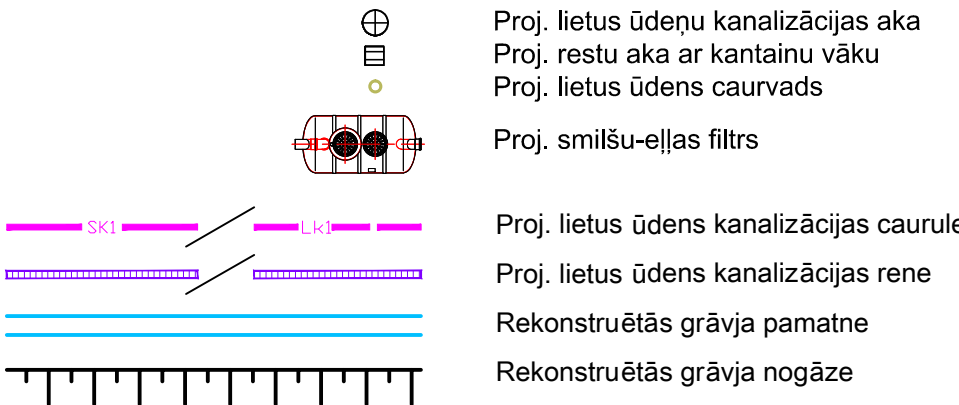 Proj. lietus ūdeņu kanalizācijas aka
Proj. restu aka ar kantainu vāku
Proj. lietus ūdens caurvads
Proj. smilšu-eļļas filtrs
SK1 Lk1 Proj. lietus ūdens kanalizācijas caurule
Proj. lietus ūdens kanalizācijas rene
Rekonstruētās grāvja pamatne
Rekonstruētās grāvja nogāze